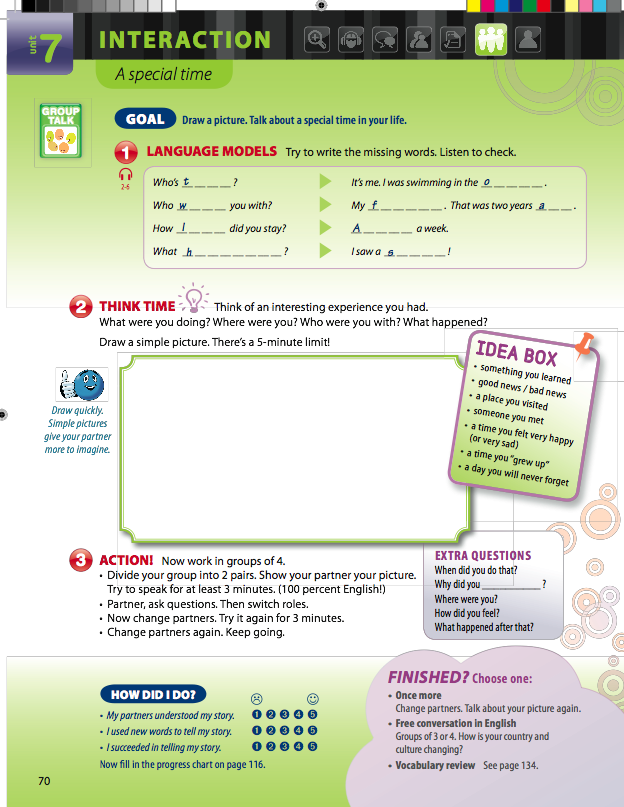 unit
7
INTERACTION
A special time
GROUP
TALK
GOAL Draw a picture. Talk about a special time in your life.
1 LANGUAGE MODELS Try to write the missing words. Listen to check.
2-6
Who's t _ _ _ _ ? It's me. I was swimming in the o _ _ _ _ _ .
Who w _ _ _ you with? My f _ _ _ _ _ _ . That was two years a _ _ .
How l _ _ _ did you stay? A _ _ _ _ _ a week.
What h _ _ _ _ _ _ _ _ ? I saw a s _ _ _ _ _ !
2 THINK TIME Think of an interesting experience you had.
What were you doing? Where were you? Who were you with? What happened?
Draw a simple picture. There's a 5-minute limit!
IDEA BOX
• something you learned
• good news / bad news
• a place you visited
• someone you met
• a time you felt very happy
(or very sad)
• a time you "grew up"
• a day you will never forget
Draw quickly.
Simple pictures
give your partner
more to imagine.
3 ACTION! Now work in groups of 4.
• Divide your group into 2 pairs. Show your partner your picture.
Try to speak for at least 3 minutes. (100 percent English!)
• Partner, ask questions. Then switch roles.
• Now change partners. Try it again for 3 minutes.
• Change partners again. Keep going.
EXTRA QUESTIONS
When did you do that?
Why did you ____________ ?
Where were you?
How did you feel?
What happened after that?
HOW DID I DO?
• My partners understood my story. 1 2 3 4 5
• I used new words to tell my story. 1 2 3 4 5
• I succeeded in telling my story. 1 2 3 4 5
Now fill in the progress chart on page 116.
FINISHED? Choose one:
• Once more
Change partners. Talk about your picture again.
• Free conversation in English
Groups of 3 or 4. How is your country and
culture changing?
• Vocabulary review See page 134.
70